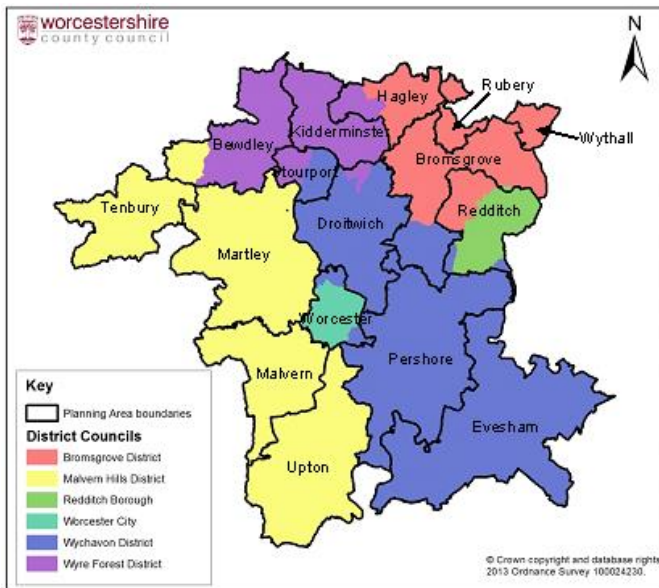 worcestershire
county council
N
Rubery
Hagley
Wythall
Kidderminster
Bewdley
Bromsgrove
Stourport
Tenbury
Redditch
Droitwich
Martley
Worcester
Pershore
Malvern
Evesham
Upton
Key
Planning Area boundaries
District Councils
Bromsgrove District
Malvern Hills District
Redditch Borough
Worcester City
Wychavon District
Wyre Forest District
© Crown copyright and database rights
2013 Ordnance Survey 100024230.